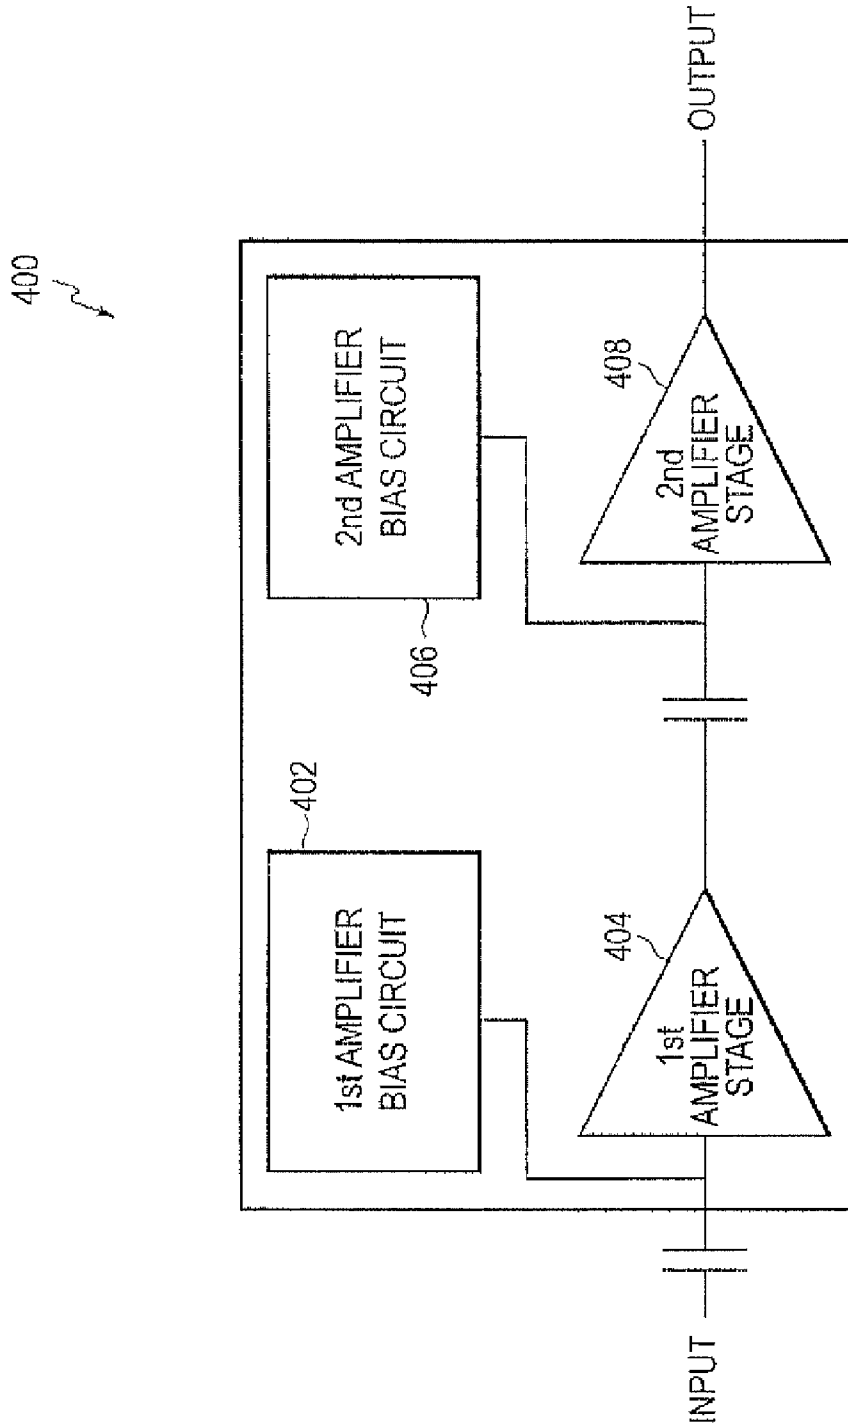 400
1st AMPLIFIER
BIAS CIRCUIT
402
2nd AMPLIFIER
BIAS CIRCUIT
406
INPUT
1st
AMPLIFIER
STAGE
404
2nd
AMPLIFIER
STAGE
408
OUTPUT